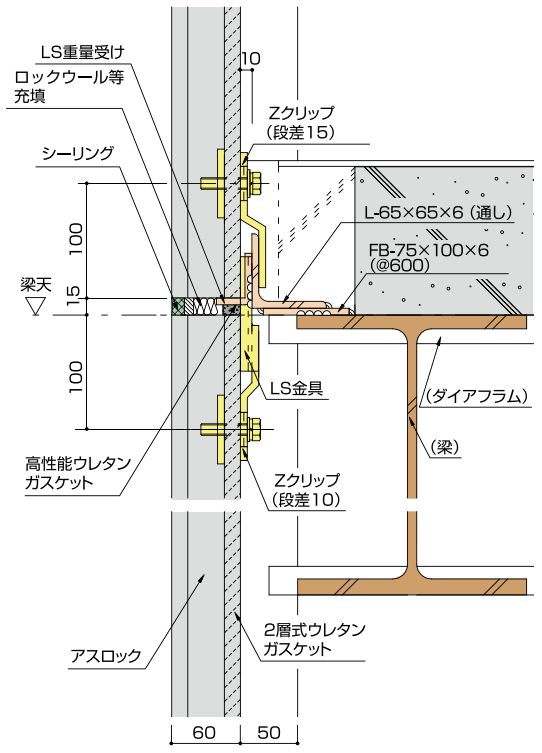 LS重量受け
ロックウール等
充填
シーリング
10
Zクリップ
(段差15)
L-65×65×6 (通し)
FB-75×100×6
(@600)
100
梁天
15
100
LS金具
(ダイアフラム)
(梁)
高性能ウレタン
ガスケット
Zクリップ
(段差10)
アスロック
2層式ウレタン
ガスケット
60
50